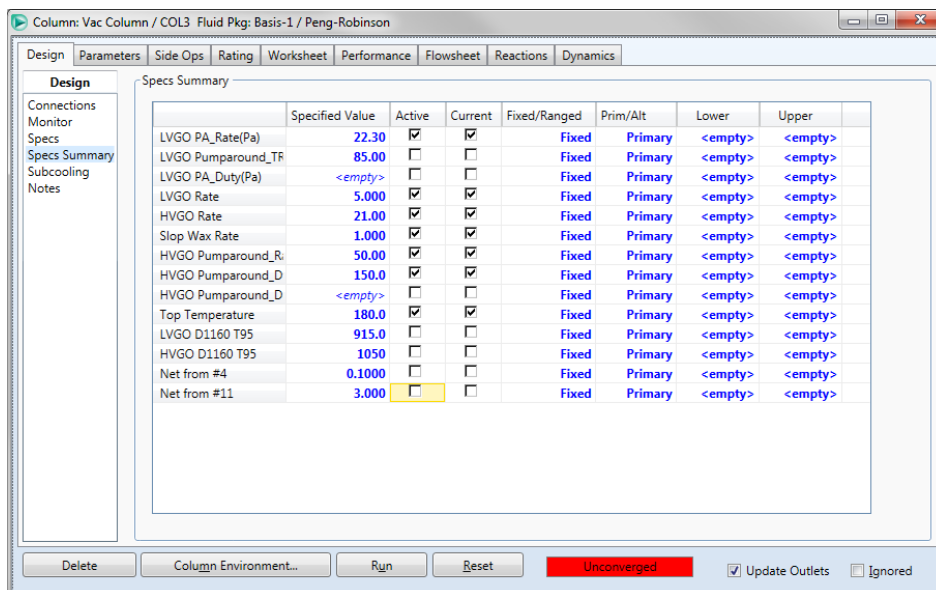 Column: Vac Column / COL3 Fluid Pkg: Basis-1 / Peng-Robinson
Design Parameters Side Ops Rating Worksheet Performance Flowsheet Reactions Dynamics
Design
Connections
Monitor
Specs
Specs Summary
Subcooling
Notes
Specs Summary
Specified Value Active Current Fixed/Ranged Prim/Alt Lower Upper
LVGO PA_Rate(Pa) 22.30 Fixed Primary <empty> <empty>
LVGO Pumparound_TR 85.00 Fixed Primary <empty> <empty>
LVGO PA_Duty(Pa) <empty> Fixed Primary <empty> <empty>
LVGO Rate 5.000 Fixed Primary <empty> <empty>
HVGO Rate 21.00 Fixed Primary <empty> <empty>
Slop Wax Rate 1.000 Fixed Primary <empty> <empty>
HVGO Pumparound_Ra 50.00 Fixed Primary <empty> <empty>
HVGO Pumparound_D 150.0 Fixed Primary <empty> <empty>
HVGO Pumparound_D <empty> Fixed Primary <empty> <empty>
Top Temperature 180.0 Fixed Primary <empty> <empty>
LVGO D1160 T95 915.0 Fixed Primary <empty> <empty>
HVGO D1160 T95 1050 Fixed Primary <empty> <empty>
Net from #4 0.1000 Fixed Primary <empty> <empty>
Net from #11 3.000 Fixed Primary <empty> <empty>
Delete Column Environment... Run Reset Unconverged Update Outlets Ignored